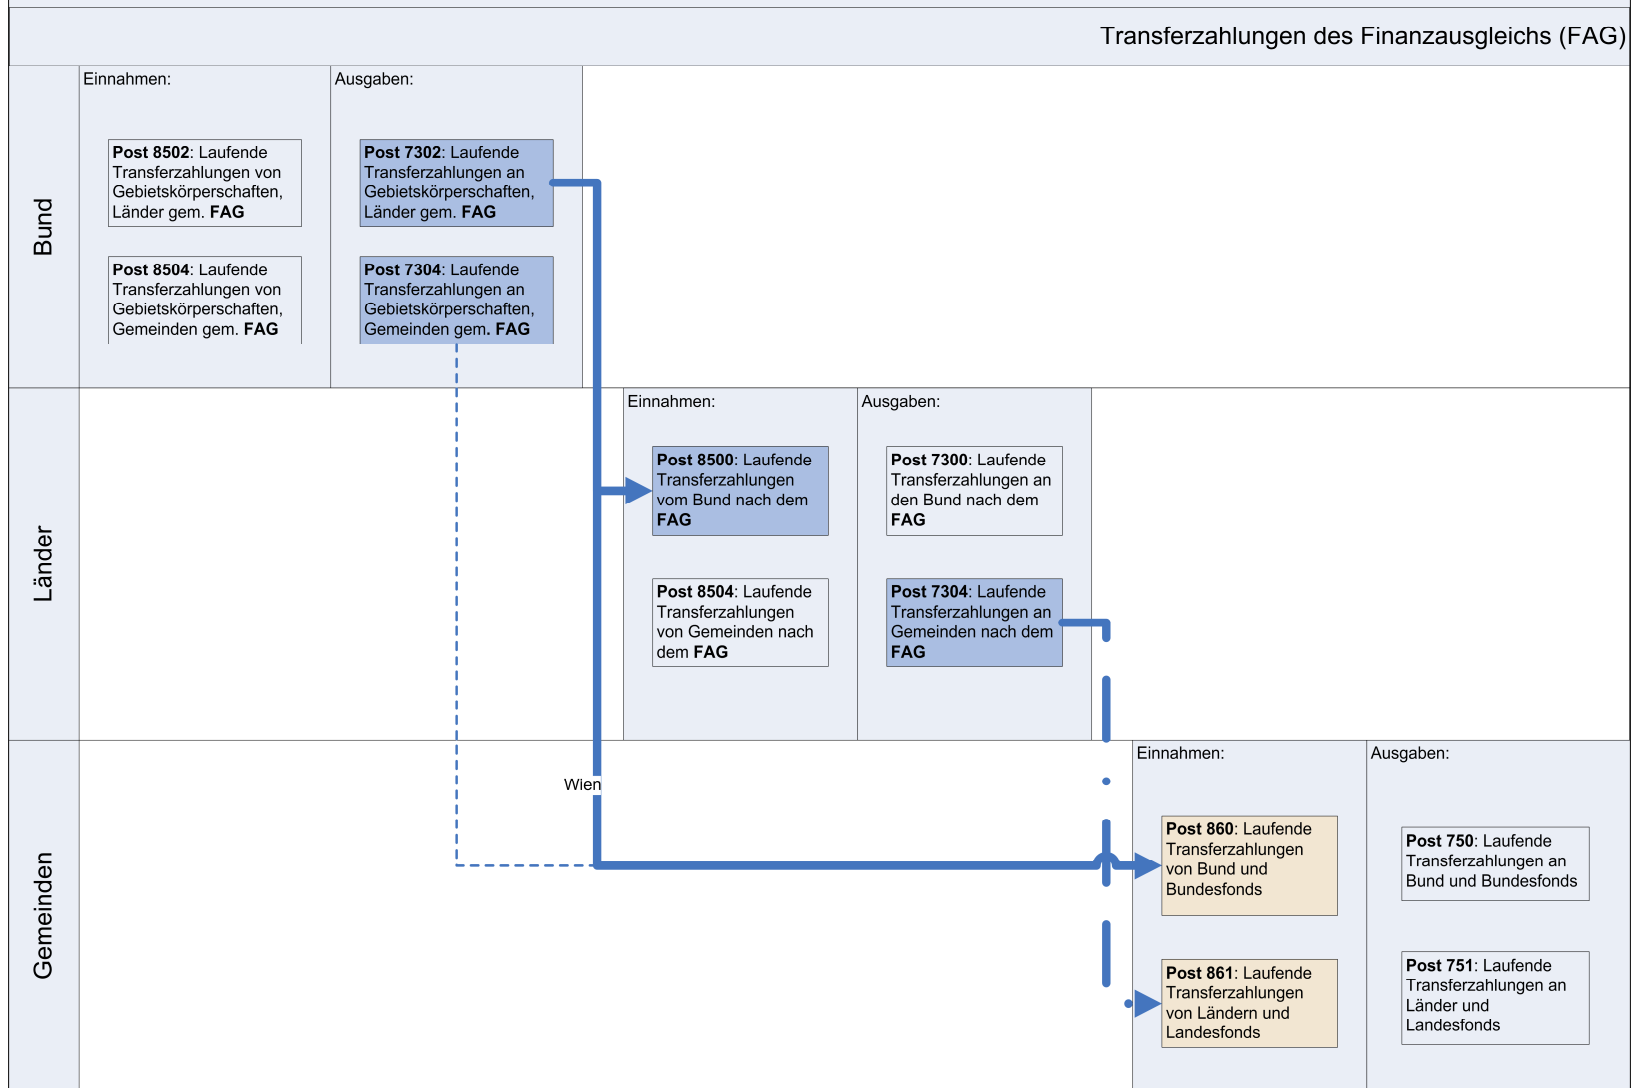 Transferzahlungen des Finanzausgleichs (FAG)
Bund
Einnahmen:
Post 8502: Laufende
Transferzahlungen von
Gebietskörperschaften,
Länder gem. FAG
Post 8504: Laufende
Transferzahlungen von
Gebietskörperschaften,
Gemeinden gem. FAG
Ausgaben:
Post 7302: Laufende
Transferzahlungen an
Gebietskörperschaften,
Länder gem. FAG
Post 7304: Laufende
Transferzahlungen an
Gebietskörperschaften,
Gemeinden gem. FAG
Länder
Einnahmen:
Post 8500: Laufende
Transferzahlungen
vom Bund nach dem
FAG
Post 8504: Laufende
Transferzahlungen
von Gemeinden nach
dem FAG
Ausgaben:
Post 7300: Laufende
Transferzahlungen an
den Bund nach dem
FAG
Post 7304: Laufende
Transferzahlungen an
Gemeinden nach dem
FAG
Gemeinden
Wien
Einnahmen:
Post 860: Laufende
Transferzahlungen
von Bund und
Bundesfonds
Post 861: Laufende
Transferzahlungen
von Ländern und
Landesfonds
Ausgaben:
Post 750: Laufende
Transferzahlungen an
Bund und Bundesfonds
Post 751: Laufende
Transferzahlungen an
Länder und
Landesfonds